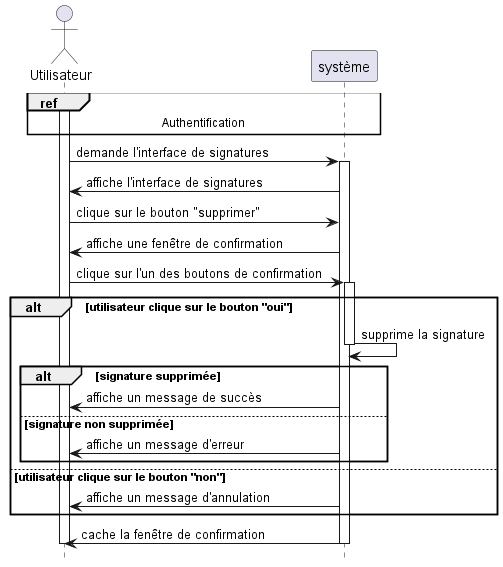 Utilisateur
système
ref
Authentification
demande l'interface de signatures
affiche l'interface de signatures
clique sur le bouton "supprimer"
affiche une fenêtre de confirmation
clique sur l'un des boutons de confirmation
alt [utilisateur clique sur le bouton "oui"]
supprime la signature
alt [signature supprimée]
affiche un message de succès
[signature non supprimée]
affiche un message d'erreur
[utilisateur clique sur le bouton "non"]
affiche un message d'annulation
cache la fenêtre de confirmation